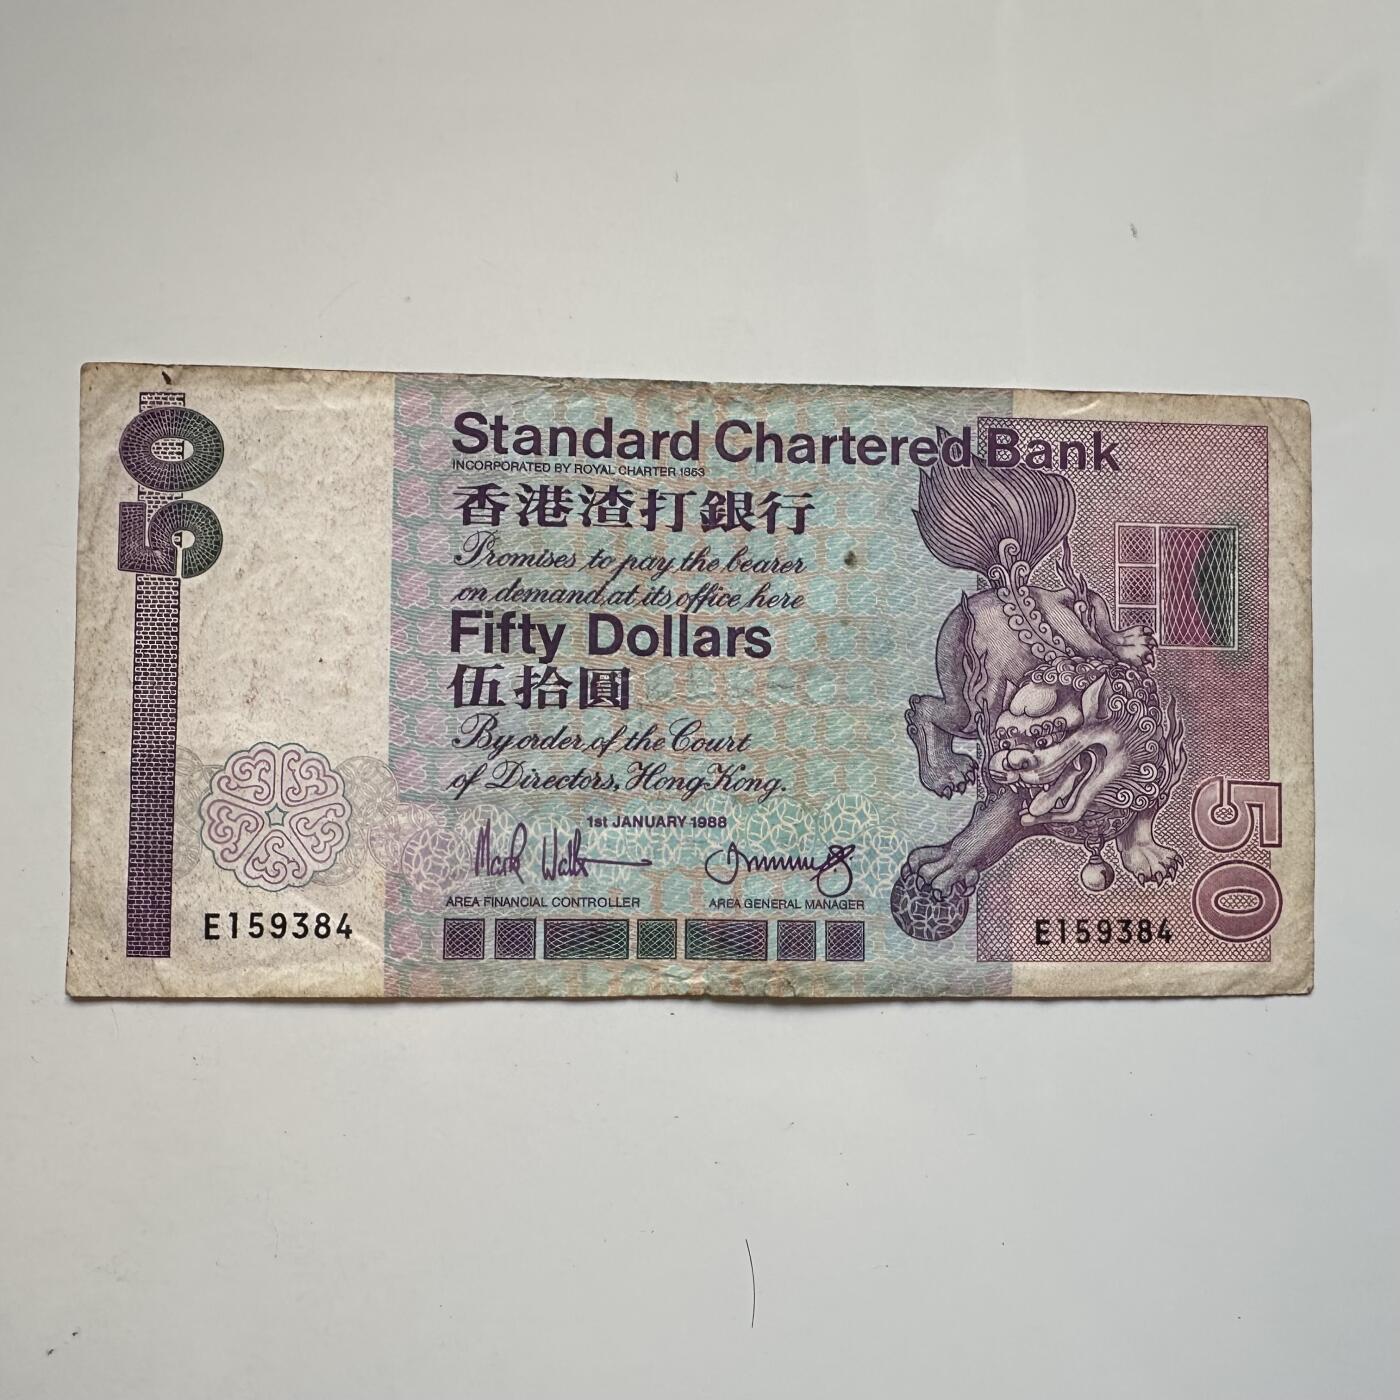 50
Standard Chartered Bank
INCORPORATED BY ROYAL CHARTER 1853
香港渣打銀行
Promises to pay the bearer
on demand at its office here
Fifty Dollars
伍拾圓
By order of the Court
of Directors, Hong Kong.
1st JANUARY 1988
AREA FINANCIAL CONTROLLER
AREA GENERAL MANAGER
E159384
E159384
50